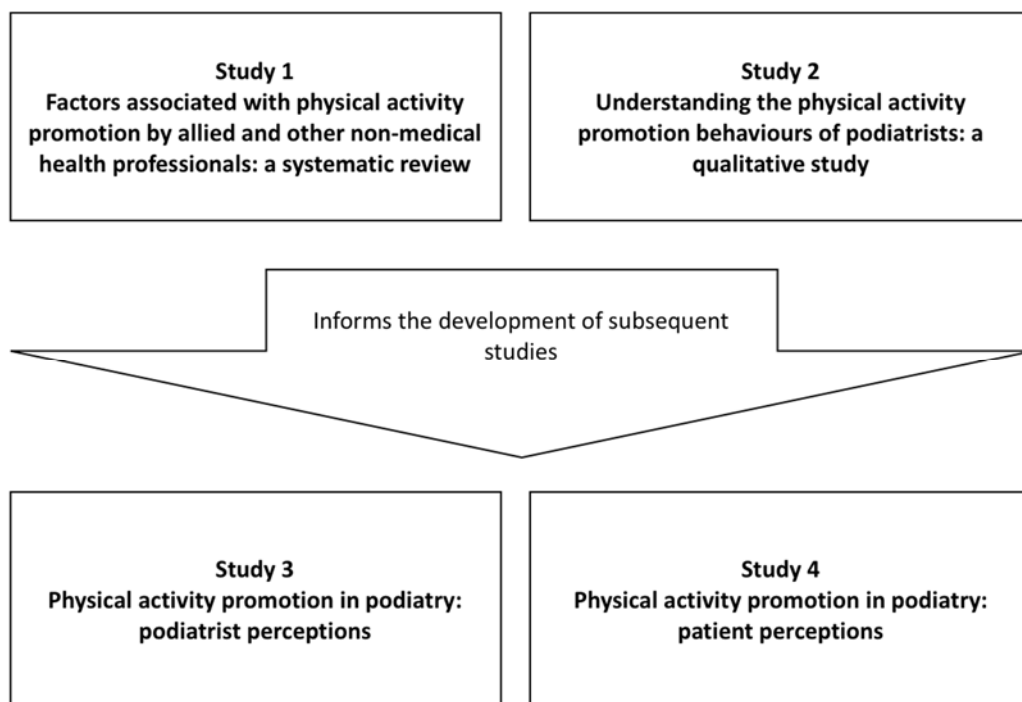 Study 1
Factors associated with physical activity
promotion by allied and other non-medical
health professionals: a systematic review
Study 2
Understanding the physical activity
promotion behaviours of podiatrists: a
qualitative study
Informs the development of subsequent
studies
Study 3
Physical activity promotion in podiatry:
podiatrist perceptions
Study 4
Physical activity promotion in podiatry:
patient perceptions